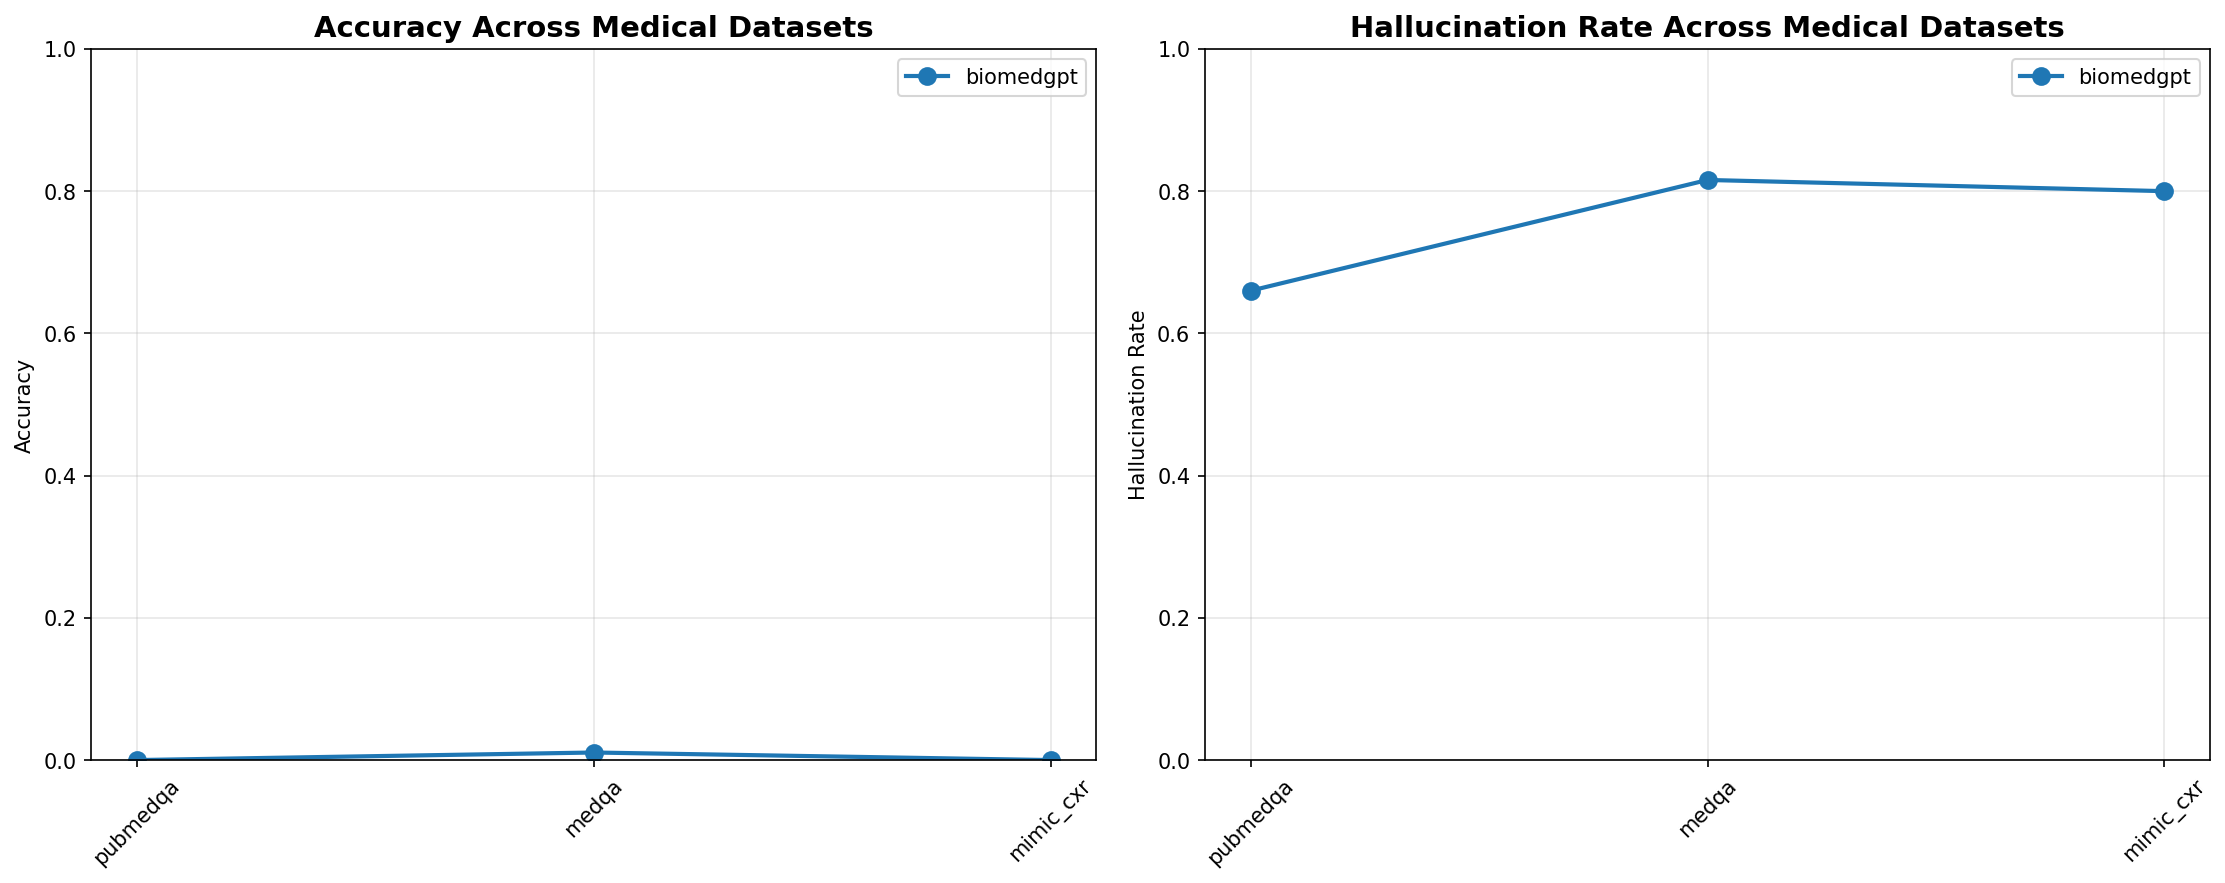 Accuracy Across Medical Datasets
1.0
0.8
0.6
0.4
0.2
0.0
Accuracy
biomedgpt
pubmedqa
medqa
mimic_cxr
Hallucination Rate Across Medical Datasets
1.0
0.8
0.6
0.4
0.2
0.0
Hallucination Rate
biomedgpt
pubmedqa
medqa
mimic_cxr